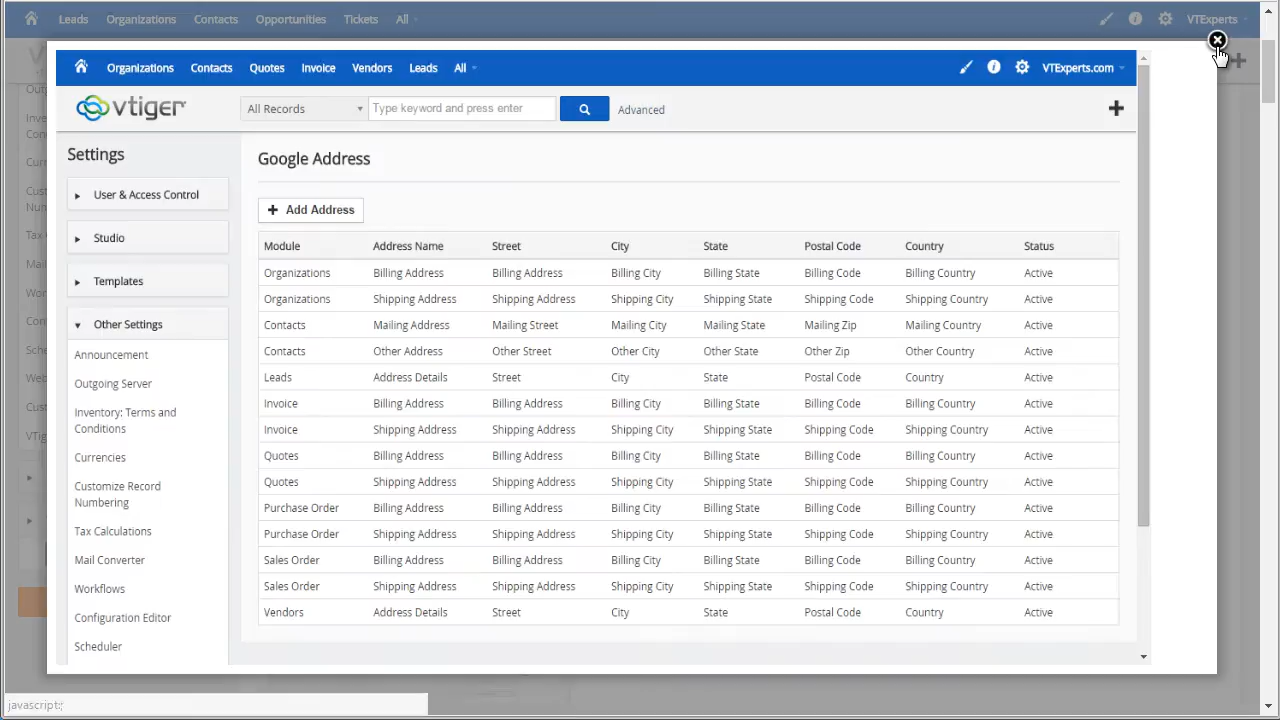 Leads Organizations Contacts Opportunities Tickets All VTExperts
Organizations Contacts Quotes Invoice Vendors Leads All VTExperts.com
vtiger All Records Type keyword and press enter Advanced
Settings
User & Access Control
Studio
Templates
Other Settings
Announcement
Outgoing Server
Inventory: Terms and
Conditions
Currencies
Customize Record
Numbering
Tax Calculations
Mail Converter
Workflows
Configuration Editor
Scheduler
Google Address
Add Address
Module Address Name Street City State Postal Code Country Status
Organizations Billing Address Billing Address Billing City Billing State Billing Code Billing Country Active
Organizations Shipping Address Shipping Address Shipping City Shipping State Shipping Code Shipping Country Active
Contacts Mailing Address Mailing Street Mailing City Mailing State Mailing Zip Mailing Country Active
Contacts Other Address Other Street Other City Other State Other Zip Other Country Active
Leads Address Details Street City State Postal Code Country Active
Invoice Billing Address Billing Address Billing City Billing State Billing Code Billing Country Active
Invoice Shipping Address Shipping Address Shipping City Shipping State Shipping Code Shipping Country Active
Quotes Billing Address Billing Address Billing City Billing State Billing Code Billing Country Active
Quotes Shipping Address Shipping Address Shipping City Shipping State Shipping Code Shipping Country Active
Purchase Order Billing Address Billing Address Billing City Billing State Billing Code Billing Country Active
Purchase Order Shipping Address Shipping Address Shipping City Shipping State Shipping Code Shipping Country Active
Sales Order Billing Address Billing Address Billing City Billing State Billing Code Billing Country Active
Sales Order Shipping Address Shipping Address Shipping City Shipping State Shipping Code Shipping Country Active
Vendors Address Details Street City State Postal Code Country Active
javascript:;